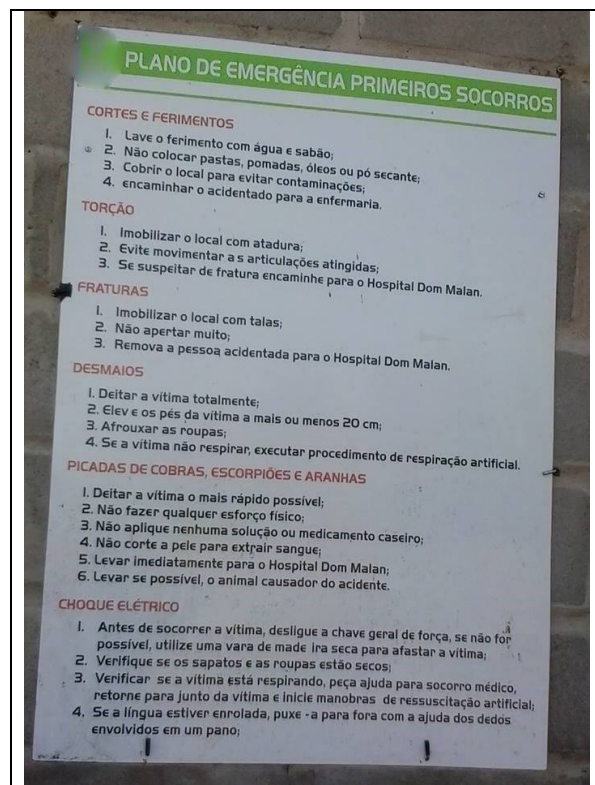 PLANO DE EMERGÊNCIA PRIMEIROS SOCORROS
CORTES E FERIMENTOS
1. Lave o ferimento com água e sabão;
2. Não colocar pastas, pomadas, óleos ou pó secante;
3. Cobrir o local para evitar contaminações;
4. encaminhar o acidentado para a enfermaria.
TORÇÃO
1. Imobilizar o local com atadura;
2. Evite movimentar a s articulações atingidas;
3. Se suspeitar de fratura encaminhe para o Hospital Dom Malan.
FRATURAS
1. Imobilizar o local com talas;
2. Não apertar muito;
3. Remova a pessoa acidentada para o Hospital Dom Malan.
DESMAIOS
1. Deitar a vítima totalmente;
2. Elev e os pés da vítima a mais ou menos 20 cm;
3. Afrouxar as roupas;
4. Se a vítima não respirar, executar procedimento de respiração artificial.
PICADAS DE COBRAS, ESCORPIÕES E ARANHAS
1. Deitar a vítima o mais rápido possível;
2. Não fazer qualquer esforço físico;
3. Não aplique nenhuma solução ou medicamento caseiro;
4. Não corte a pele para extrair sangue;
5. Levar imediatamente para o Hospital Dom Malan;
6. Levar se possível, o animal causador do acidente.
CHOQUE ELÉTRICO
1. Antes de socorrer a vítima, desligue a chave geral de força, se não for
possível, utilize uma vara de made ira seca para afastar a vítima;
2. Verifique se os sapatos e as roupas estão secos;
3. Verificar se a vítima está respirando, peça ajuda para socorro médico,
retorne para junto da vítima e inicie manobras de ressuscitação artificial;
4. Se a língua estiver enrolada, puxe -a para fora com a ajuda dos dedos
envolvidos em um pano;